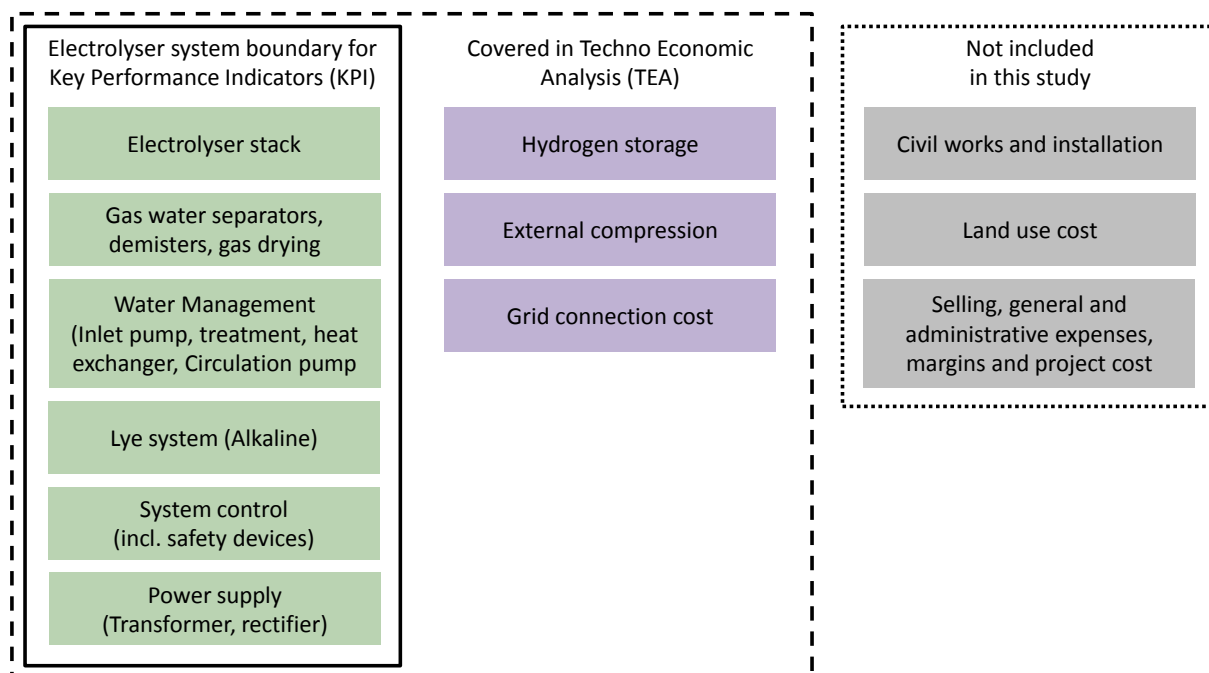 Electrolyser system boundary for
Key Performance Indicators (KPI)
Electrolyser stack
Gas water separators,
demisters, gas drying
Water Management
(Inlet pump, treatment, heat
exchanger, Circulation pump
Lye system (Alkaline)
System control
(incl. safety devices)
Power supply
(Transformer, rectifier)
Covered in Techno Economic
Analysis (TEA)
Hydrogen storage
External compression
Grid connection cost
Not included
in this study
Civil works and installation
Land use cost
Selling, general and
administrative expenses,
margins and project cost